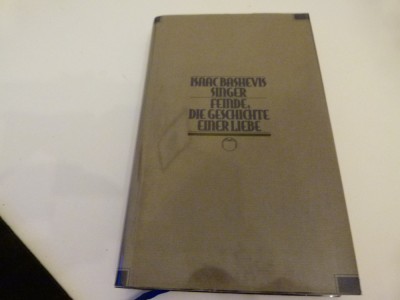 ISAAC BASHEVIS
SINGER
FEINDE,
DIE GESCHICHTE
EINER LIEBE